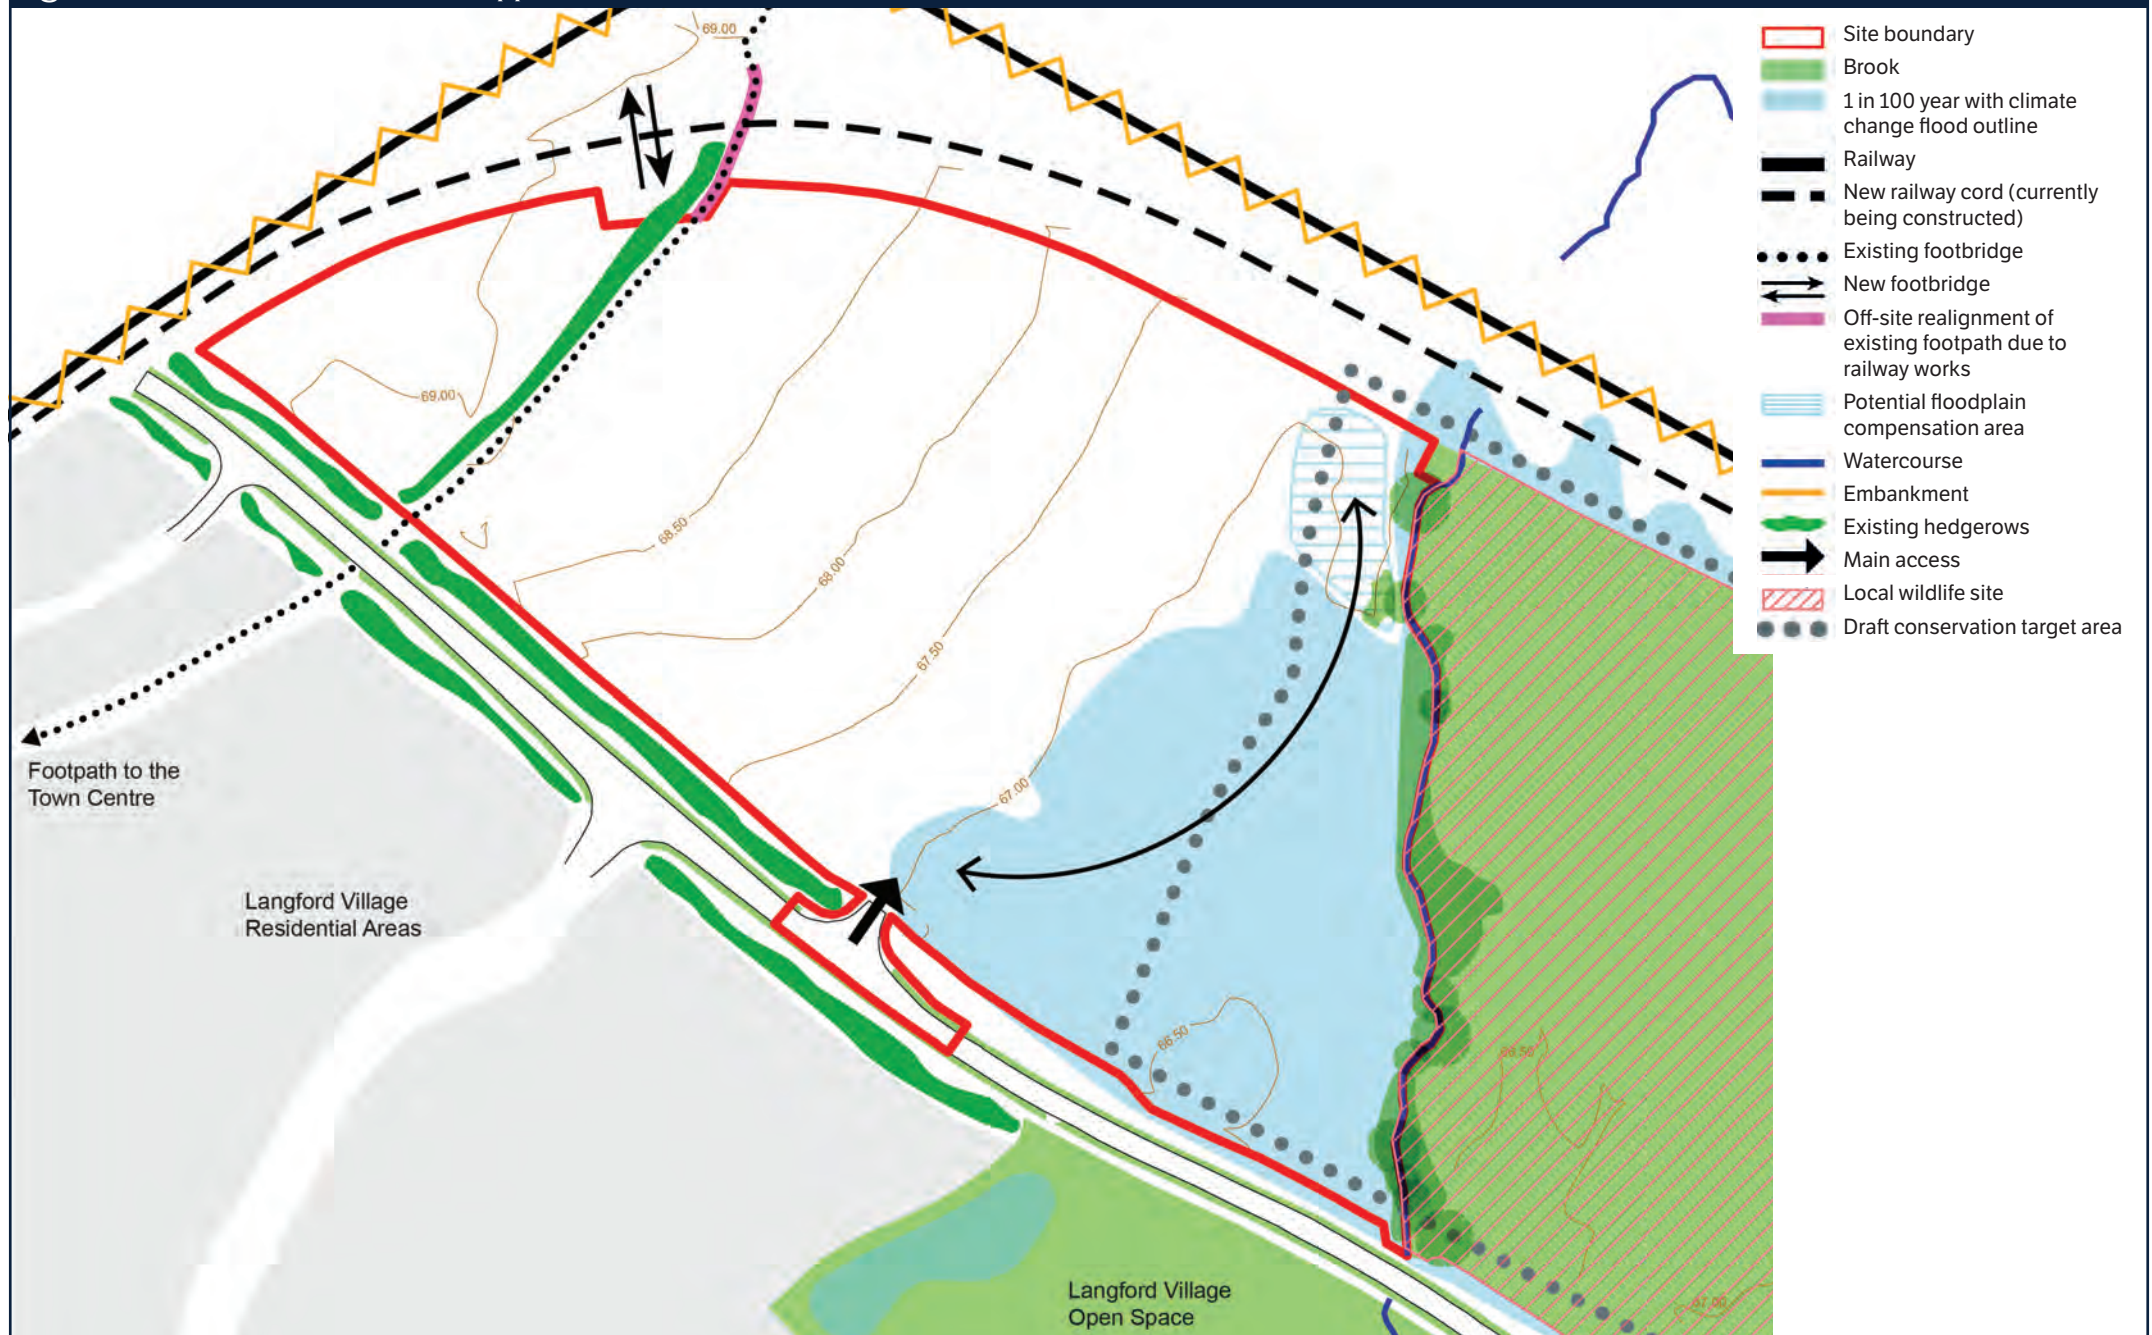 69.00
69.00
68.50
68.00
67.50
67.00
66.50
66.50
67.00
Footpath to the
Town Centre
Langford Village
Residential Areas
Langford Village
Open Space
Site boundary
Brook
1 in 100 year with climate
change flood outline
Railway
New railway cord (currently
being constructed)
Existing footbridge
New footbridge
Off-site realignment of
existing footpath due to
railway works
Potential floodplain
compensation area
Watercourse
Embankment
Existing hedgerows
Main access
Local wildlife site
Draft conservation target area